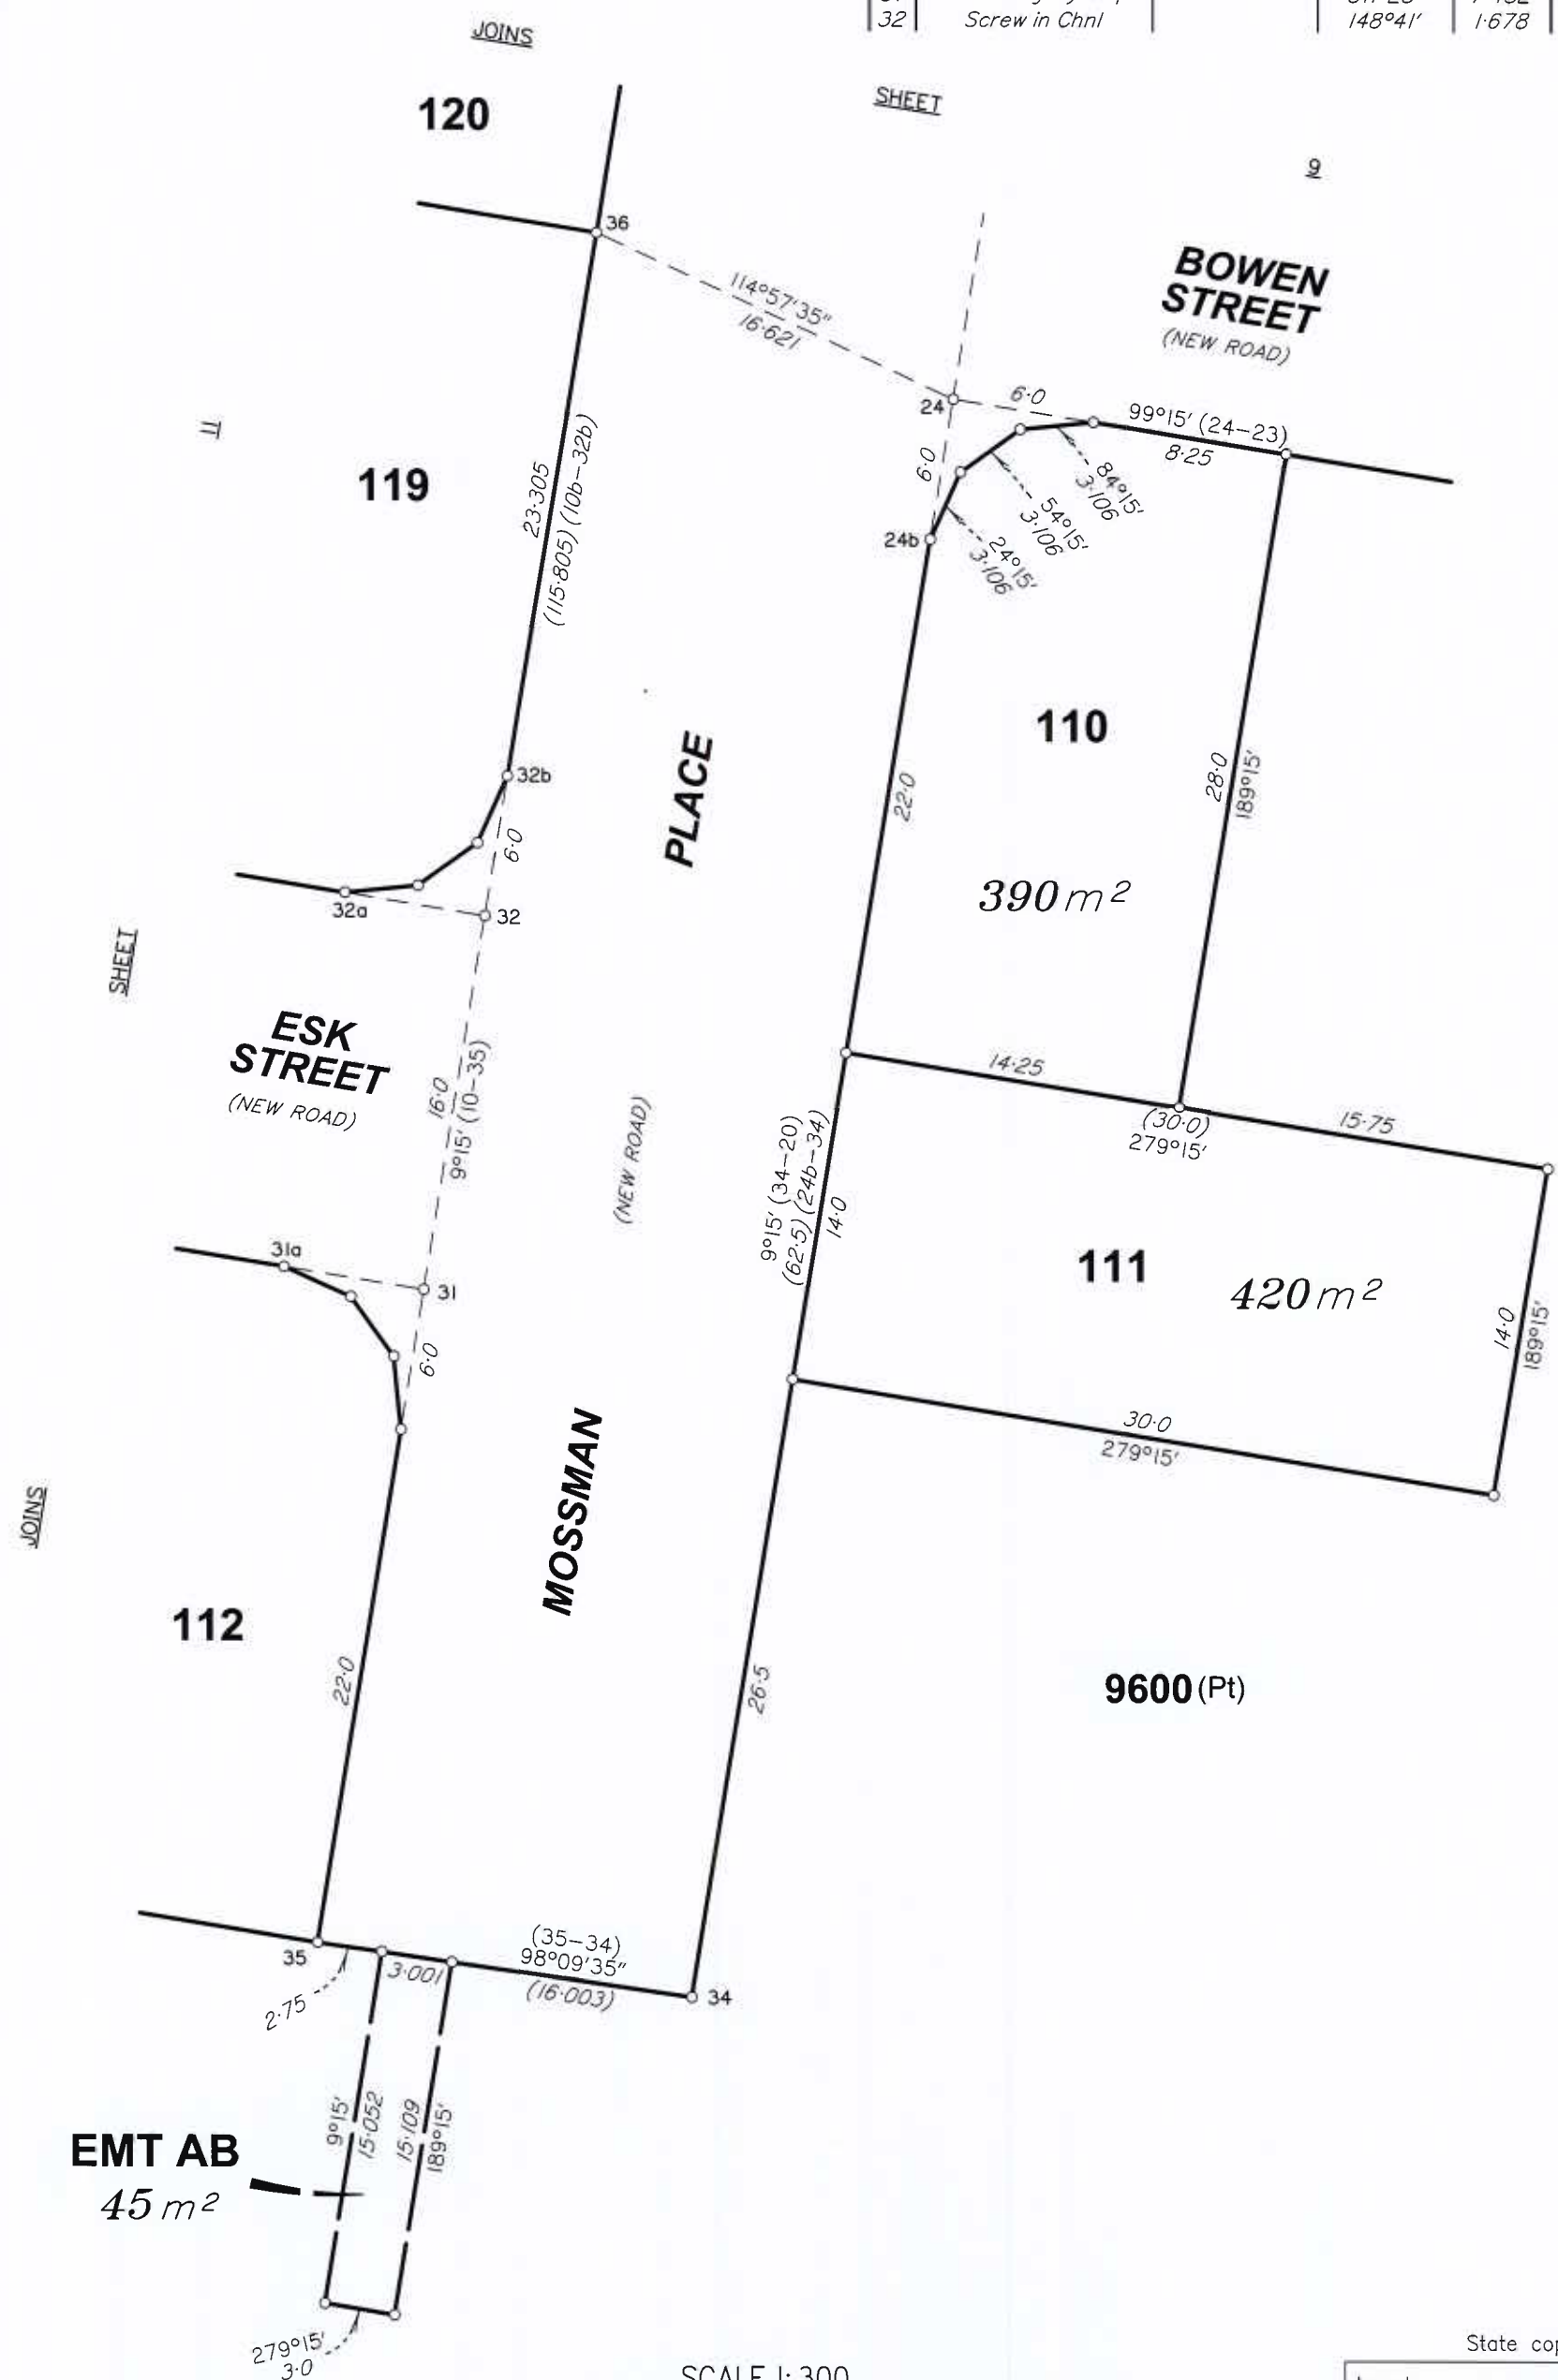 32 Screw in Chnl 148°41' 1·678
JOINS
SHEET
9
120
36
114°57'35"
16·621
BOWEN
STREET
(NEW ROAD)
24
6·0
99°15' (24–23)
8·25
11
119
23·305
(115·805) (10b–32b)
6·0
84°15'
3·106
54°15'
3·106
24°15'
3·106
24b
110
32b
PLACE
22·0
28·0
189°15'
6·0
390 m²
32a
32
SHEET
ESK
STREET
(NEW ROAD)
16·0
9°15' (10–35)
(NEW ROAD)
14·25
(30·0)
279°15'
15·75
9°15' (34–20)
(62·5) (24b–34)
14·0
31a
31
6·0
111
420 m²
14·0
189°15'
30·0
279°15'
MOSSMAN
JOINS
112
22·0
26·5
9600 (Pt)
35
(35–34)
98°09'35"
3·001
(16·003)
34
2·75
9°15'
15·052
15·109
189°15'
EMT AB
45 m²
279°15'
3·0
SCALE 1: 300
State cop